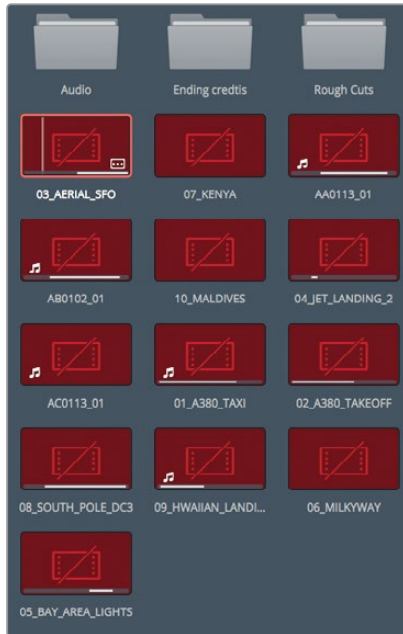 Audio
Ending credtis
Rough Cuts
03_AERIAL_SFO
07_KENYA
AA0113_01
AB0102_01
10_MALDIVES
04_JET_LANDING_2
AC0113_01
01_A380_TAXI
02_A380_TAKEOFF
08_SOUTH_POLE_DC3
09_HWAIIAN_LANDI...
06_MILKYWAY
05_BAY_AREA_LIGHTS